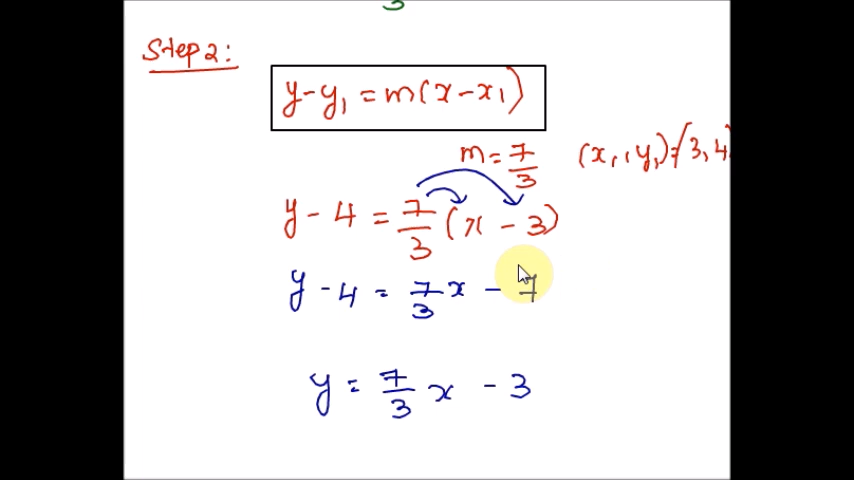 3
Step 2:
y-y₁ = m(x-x₁)
m = 7/3 (x₁, y₁) = (3, 4)
y - 4 = 7/3 (x - 3)
y - 4 = 7/3 x - 7
y = 7/3 x - 3